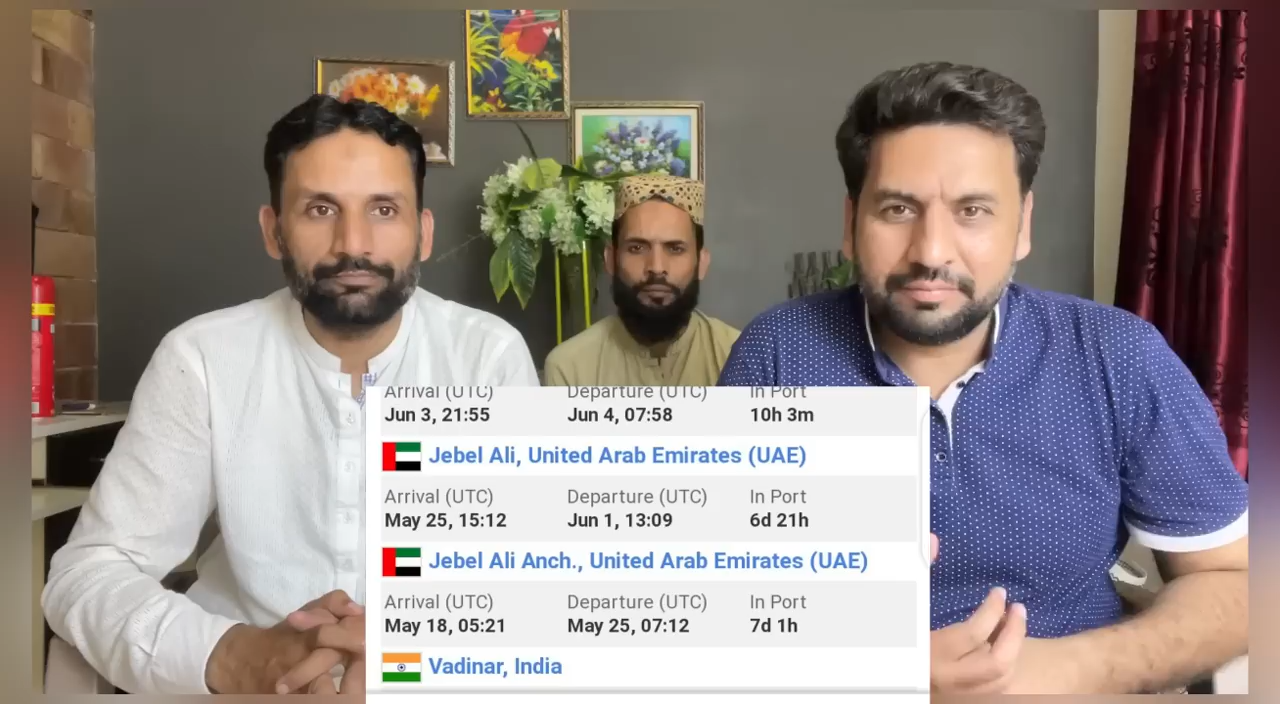 Arrival (UTC) Departure (UTC) In Port
Jun 3, 21:55 Jun 4, 07:58 10h 3m
Jebel Ali, United Arab Emirates (UAE)
Arrival (UTC) Departure (UTC) In Port
May 25, 15:12 Jun 1, 13:09 6d 21h
Jebel Ali Anch., United Arab Emirates (UAE)
Arrival (UTC) Departure (UTC) In Port
May 18, 05:21 May 25, 07:12 7d 1h
Vadinar, India